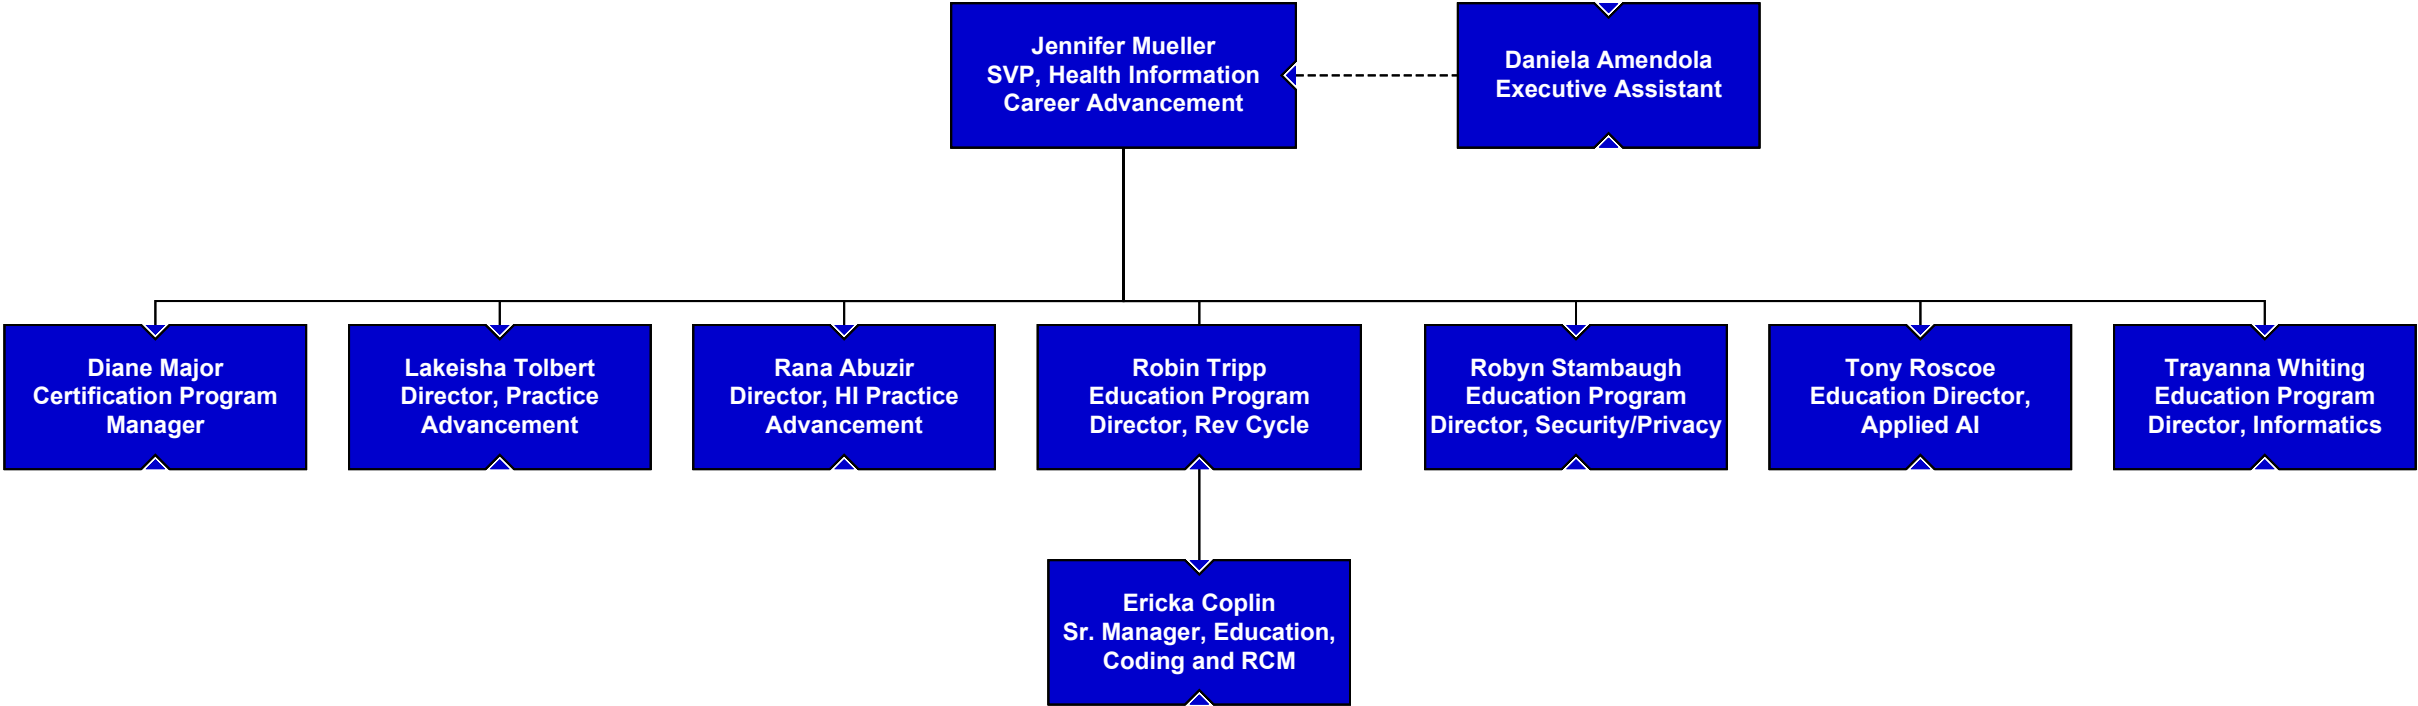 Jennifer Mueller
SVP, Health Information
Career Advancement
Daniela Amendola
Executive Assistant
Diane Major
Certification Program
Manager
Lakeisha Tolbert
Director, Practice
Advancement
Rana Abuzir
Director, HI Practice
Advancement
Robin Tripp
Education Program
Director, Rev Cycle
Robyn Stambaugh
Education Program
Director, Security/Privacy
Tony Roscoe
Education Director,
Applied AI
Trayanna Whiting
Education Program
Director, Informatics
Ericka Coplin
Sr. Manager, Education,
Coding and RCM